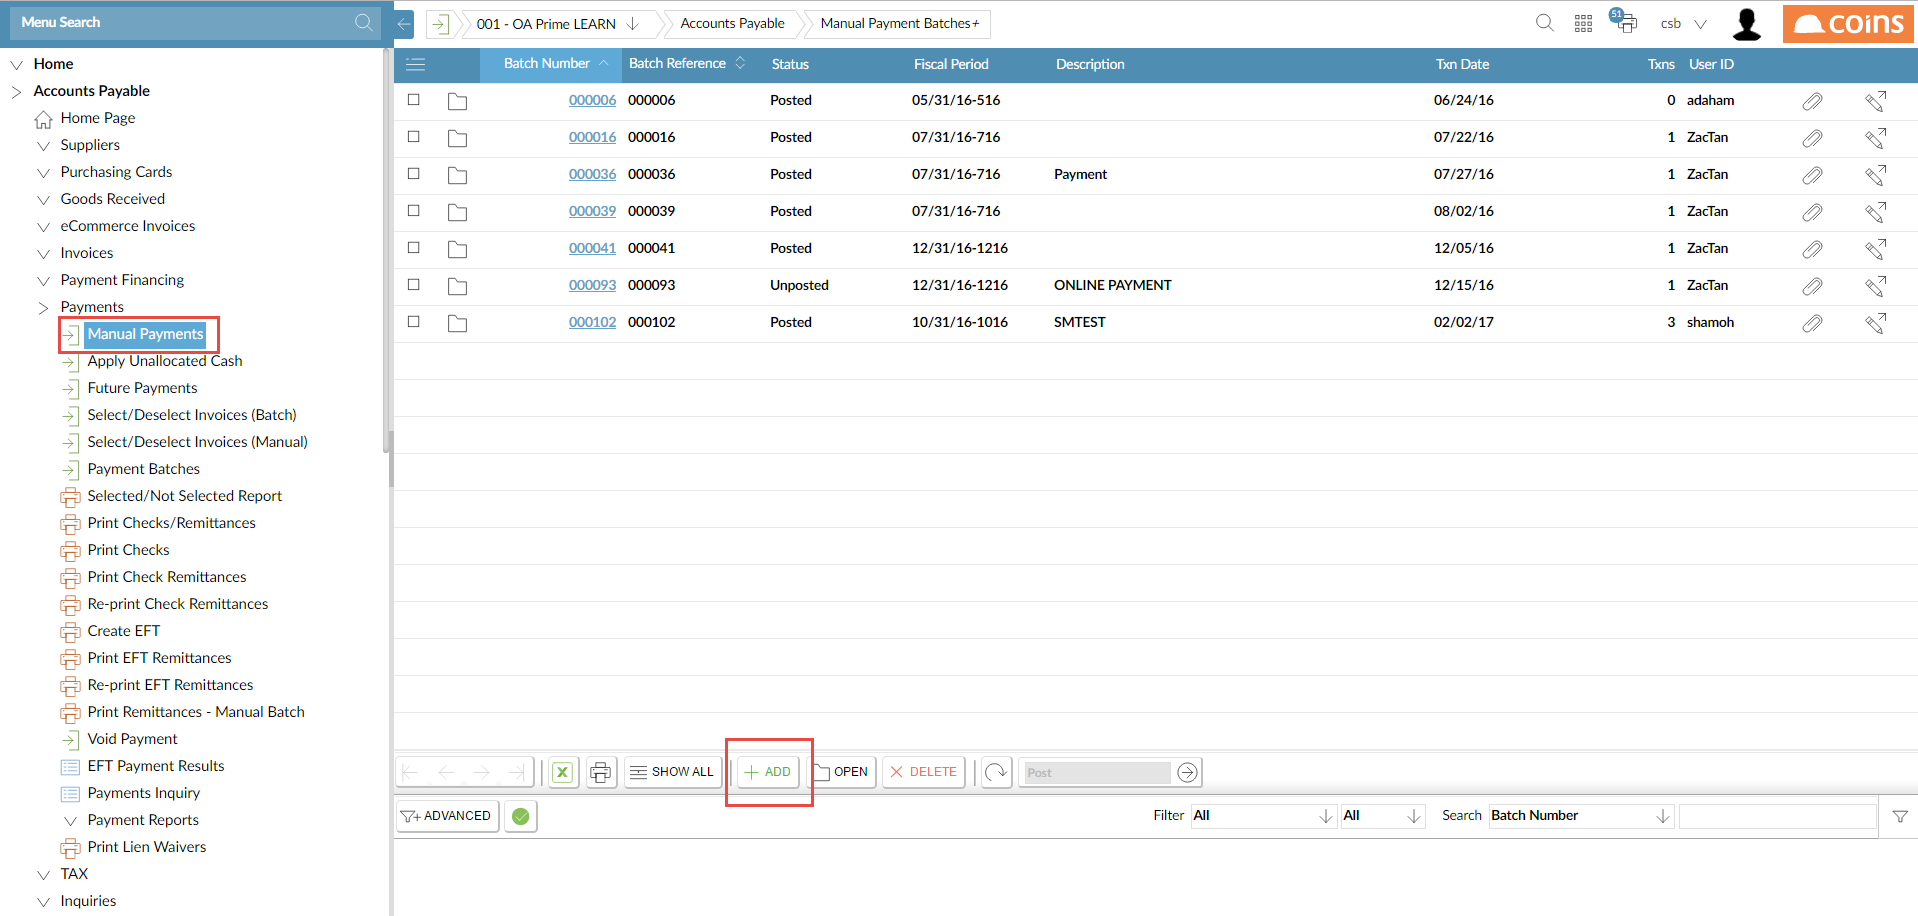 Menu Search
001 - OA Prime LEARN
Accounts Payable
Manual Payment Batches+
51
csb
coins
Home
Accounts Payable
Home Page
Suppliers
Purchasing Cards
Goods Received
eCommerce Invoices
Invoices
Payment Financing
Payments
Manual Payments
Apply Unallocated Cash
Future Payments
Select/Deselect Invoices (Batch)
Select/Deselect Invoices (Manual)
Payment Batches
Selected/Not Selected Report
Print Checks/Remittances
Print Checks
Print Check Remittances
Re-print Check Remittances
Create EFT
Print EFT Remittances
Re-print EFT Remittances
Print Remittances - Manual Batch
Void Payment
EFT Payment Results
Payments Inquiry
Payment Reports
Print Lien Waivers
TAX
Inquiries
Batch Number Batch Reference Status Fiscal Period Description Txn Date Txns User ID
000006 000006 Posted 05/31/16-516 06/24/16 0 adaham
000016 000016 Posted 07/31/16-716 07/22/16 1 ZacTan
000036 000036 Posted 07/31/16-716 Payment 07/27/16 1 ZacTan
000039 000039 Posted 07/31/16-716 08/02/16 1 ZacTan
000041 000041 Posted 12/31/16-1216 12/05/16 1 ZacTan
000093 000093 Unposted 12/31/16-1216 ONLINE PAYMENT 12/15/16 1 ZacTan
000102 000102 Posted 10/31/16-1016 SMTEST 02/02/17 3 shamoh
X SHOW ALL ADD OPEN DELETE Post
ADVANCED Filter All All Search Batch Number